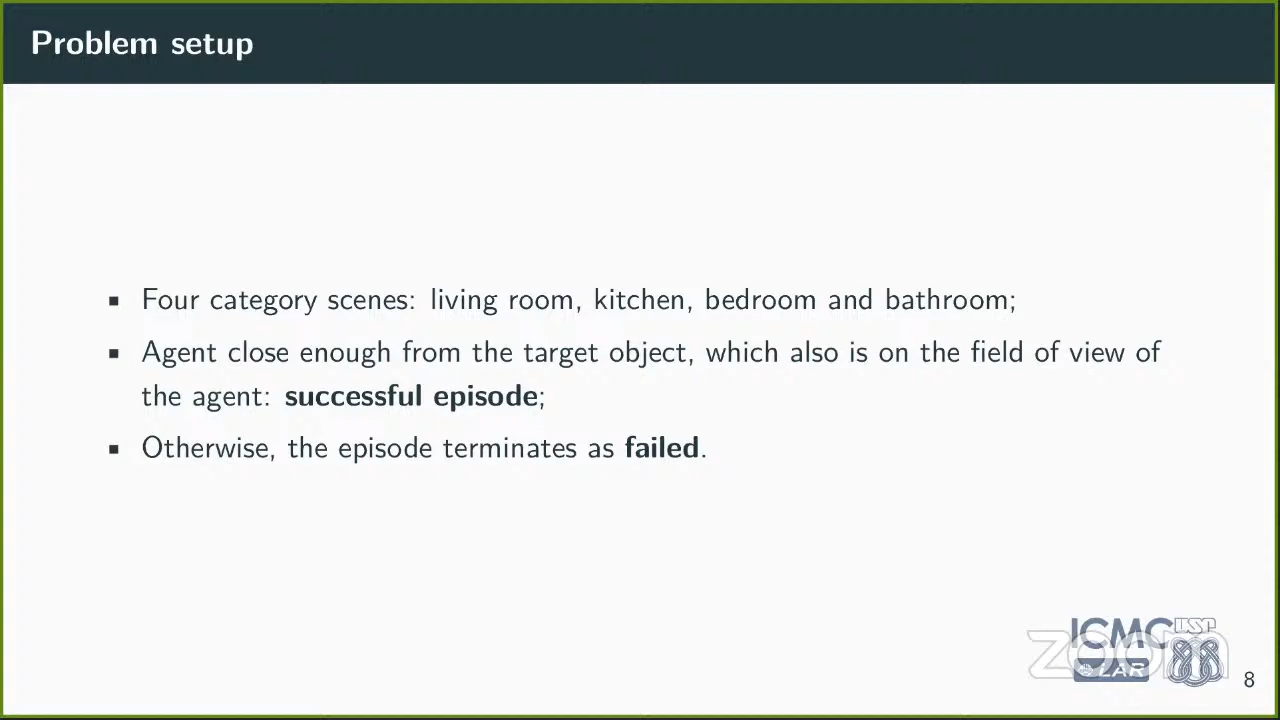 Problem setup
Four category scenes: living room, kitchen, bedroom and bathroom;
Agent close enough from the target object, which also is on the field of view of
the agent: successful episode;
Otherwise, the episode terminates as failed.
ICMC USP
zoom
LAR
8